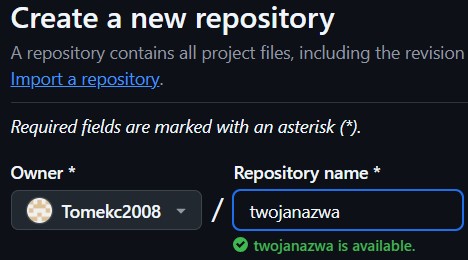 Create a new repository
A repository contains all project files, including the revision
Import a repository.
Required fields are marked with an asterisk (*).
Owner * Repository name *
Tomekc2008 / twojanazwa
twojanazwa is available.